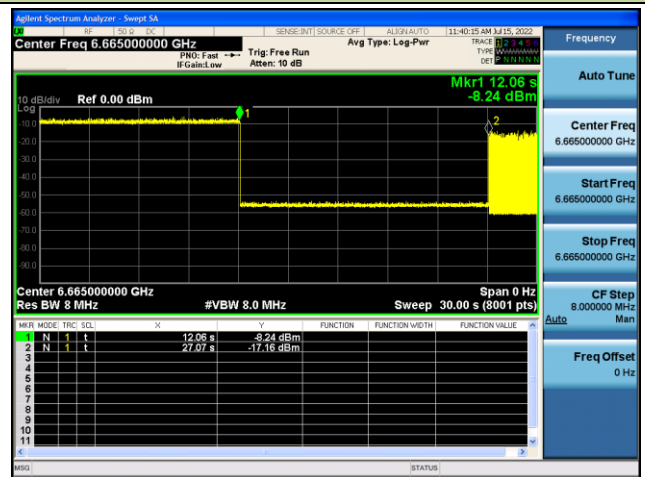 Agilent Spectrum Analyzer - Swept SA
RF 50 Ω DC SENSE:INT SOURCE OFF ALIGN AUTO 11:40:15 AM Jul 15, 2022
Center Freq 6.665000000 GHz
PNO: Fast
IFGain:Low
Trig: Free Run
Atten: 10 dB
Avg Type: Log-Pwr
TRACE 1 2 3 4 5 6
TYPE
DET P N N N N N
Frequency
Auto Tune
Center Freq
6.665000000 GHz
Start Freq
6.665000000 GHz
Stop Freq
6.665000000 GHz
CF Step
8.000000 MHz
Auto Man
Freq Offset
0 Hz
Mkr1 12.06 s
-8.24 dBm
10 dB/div Ref 0.00 dBm
Log
-10.0
-20.0
-30.0
-40.0
-50.0
-60.0
-70.0
-80.0
-90.0
1
2
Center 6.665000000 GHz Span 0 Hz
Res BW 8 MHz #VBW 8.0 MHz Sweep 30.00 s (8001 pts)
MKR MODE TRC SCL X Y FUNCTION FUNCTION WIDTH FUNCTION VALUE
1 N 1 t 12.06 s -8.24 dBm
2 N 1 t 27.07 s -17.16 dBm
3
4
5
6
7
8
9
10
11
MSG STATUS